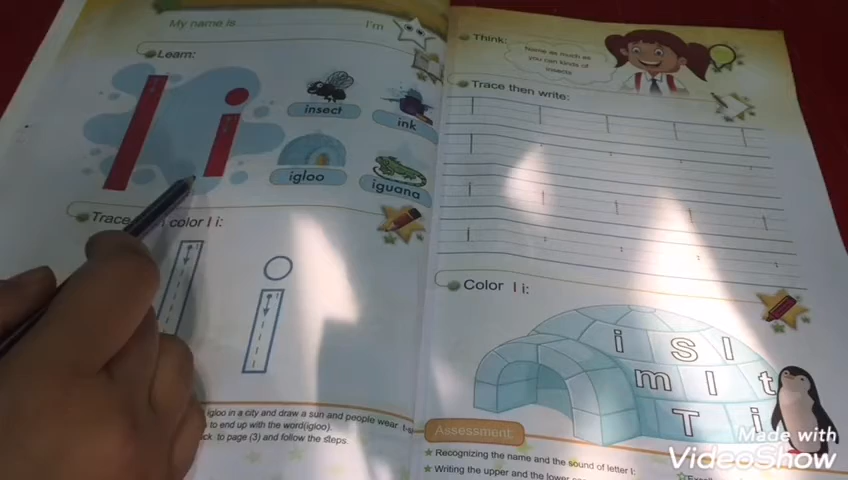 My name is
I'm
Learn:
I i
insect
ink
igloo
iguana
Trace color I i:
i
igloo in a city and draw a sun and people wear
to end up with the word(igloo).
to page (3) and follow the steps.
Think:
Name as much as
you can kinds of
insects
Trace then write:
Color I i:
i S I
m I t
T i
Assessment:
Recognizing the name and the sound of letter I:
Writing the upper and the lower
Made with
VideoShow